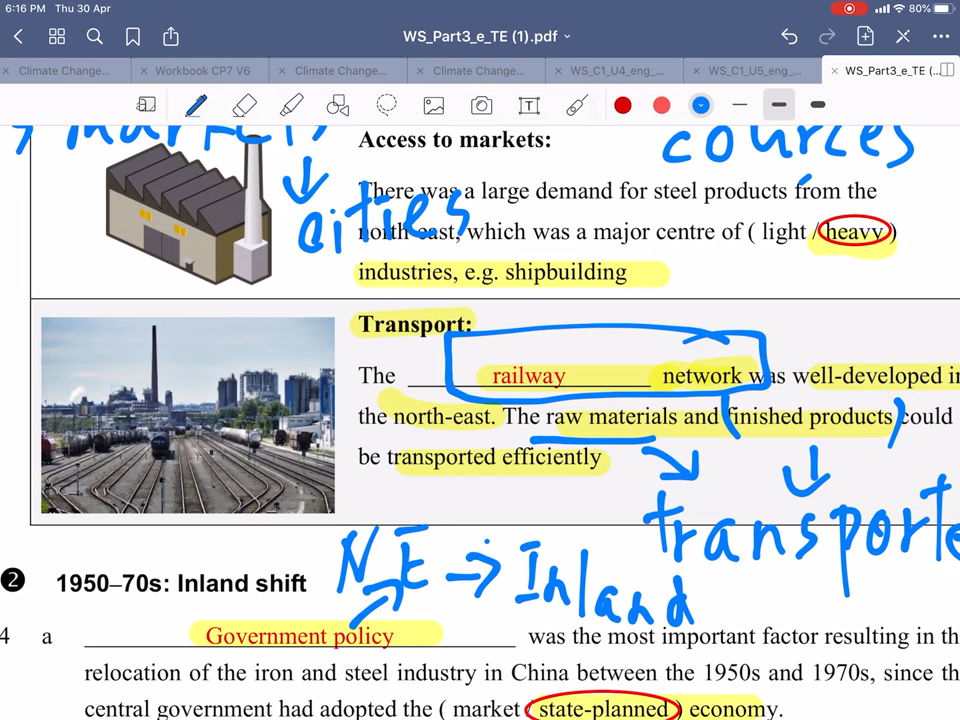 6:16 PM Thu 30 Apr
80%
WS_Part3_e_TE (1).pdf
Climate Change...
Workbook CP7 V6
Climate Change...
Climate Change...
WS_C1_U4_eng_...
WS_C1_U5_eng_...
WS_Part3_e_TE (...
markets
cources
Access to markets:
There was a large demand for steel products from the
cities
north-east, which was a major centre of ( light / heavy )
industries, e.g. shipbuilding
Transport:
The railway network was well-developed in
the north-east. The raw materials and finished products could
be transported efficiently
transporte
NE → Inland
2 1950–70s: Inland shift
4 a Government policy was the most important factor resulting in th
relocation of the iron and steel industry in China between the 1950s and 1970s, since the
central government had adopted the ( market / state-planned ) economy.